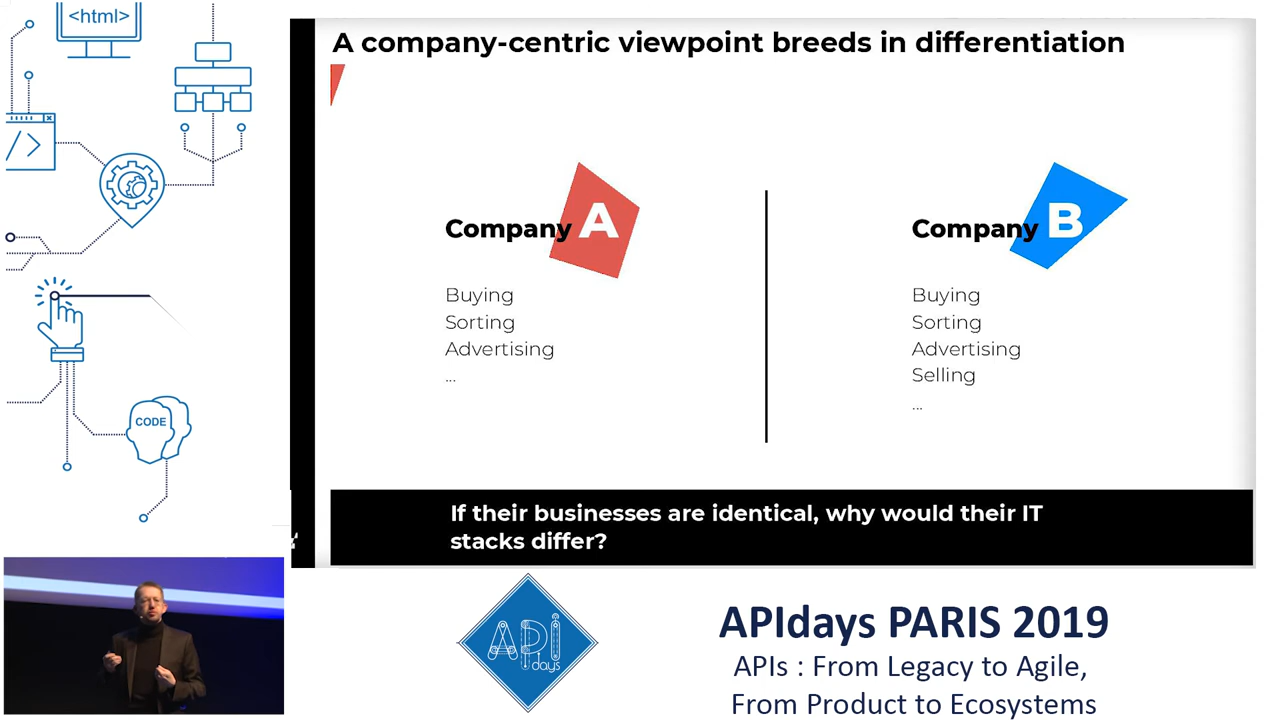 <html>
</>
CODE
A company-centric viewpoint breeds in differentiation
Company A
Buying
Sorting
Advertising
...
Company B
Buying
Sorting
Advertising
Selling
...
If their businesses are identical, why would their IT
stacks differ?
API
days
APIdays PARIS 2019
APIs : From Legacy to Agile,
From Product to Ecosystems